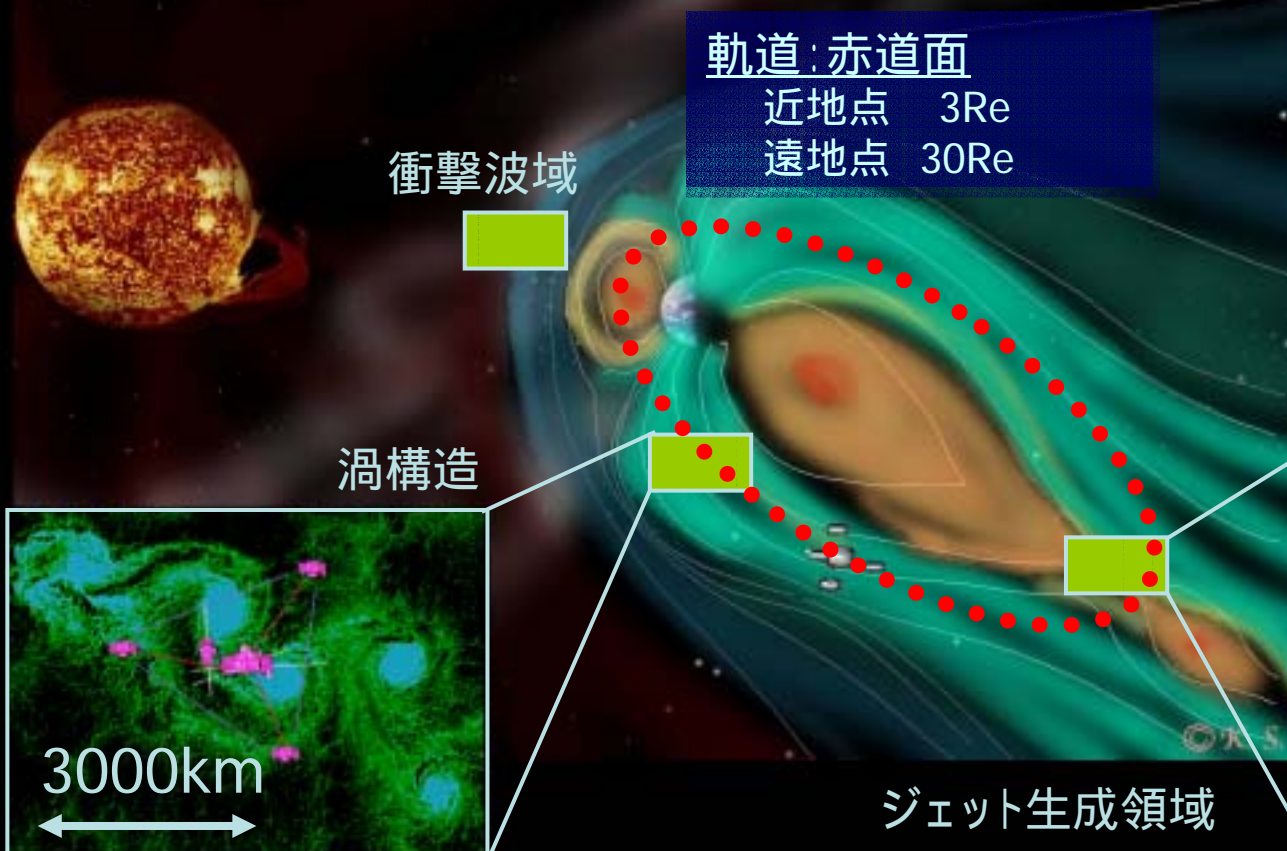 軌道:赤道面
近地点 3Re
遠地点 30Re
衝撃波域
渦構造
3000km
ジェット生成領域